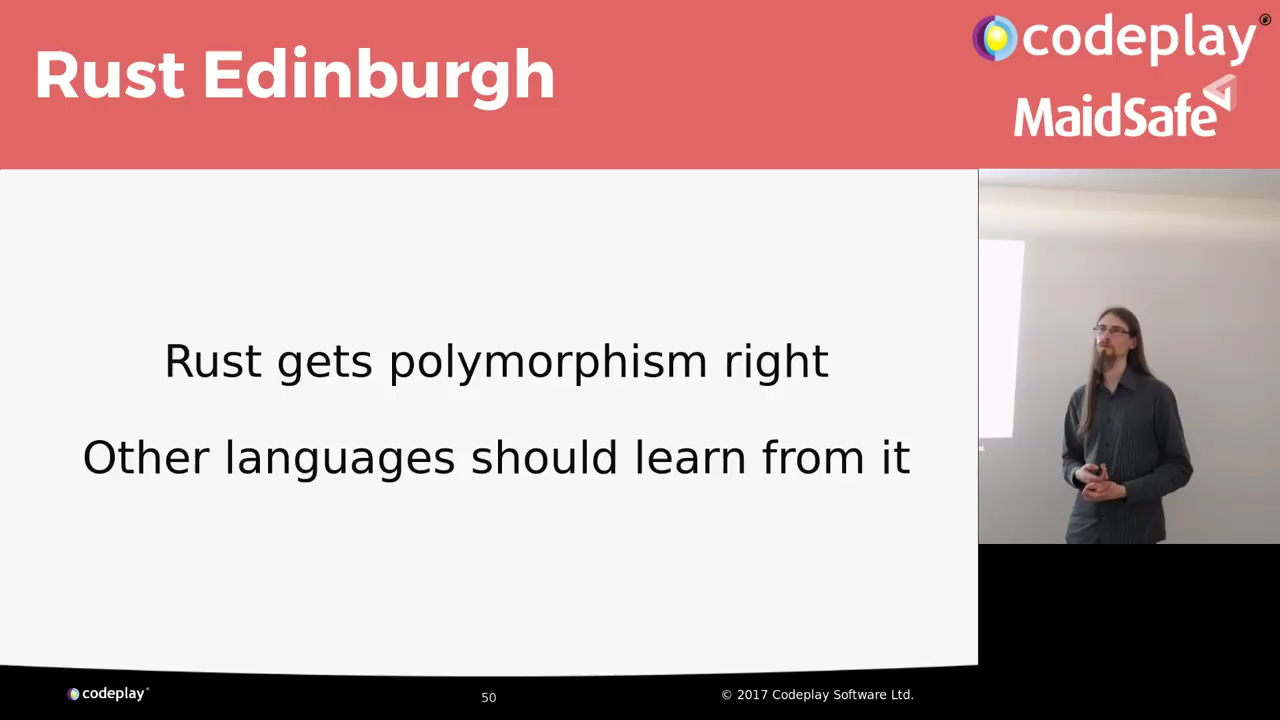 Rust Edinburgh
codeplay®
MaidSafe
Rust gets polymorphism right
Other languages should learn from it
codeplay®
50
© 2017 Codeplay Software Ltd.